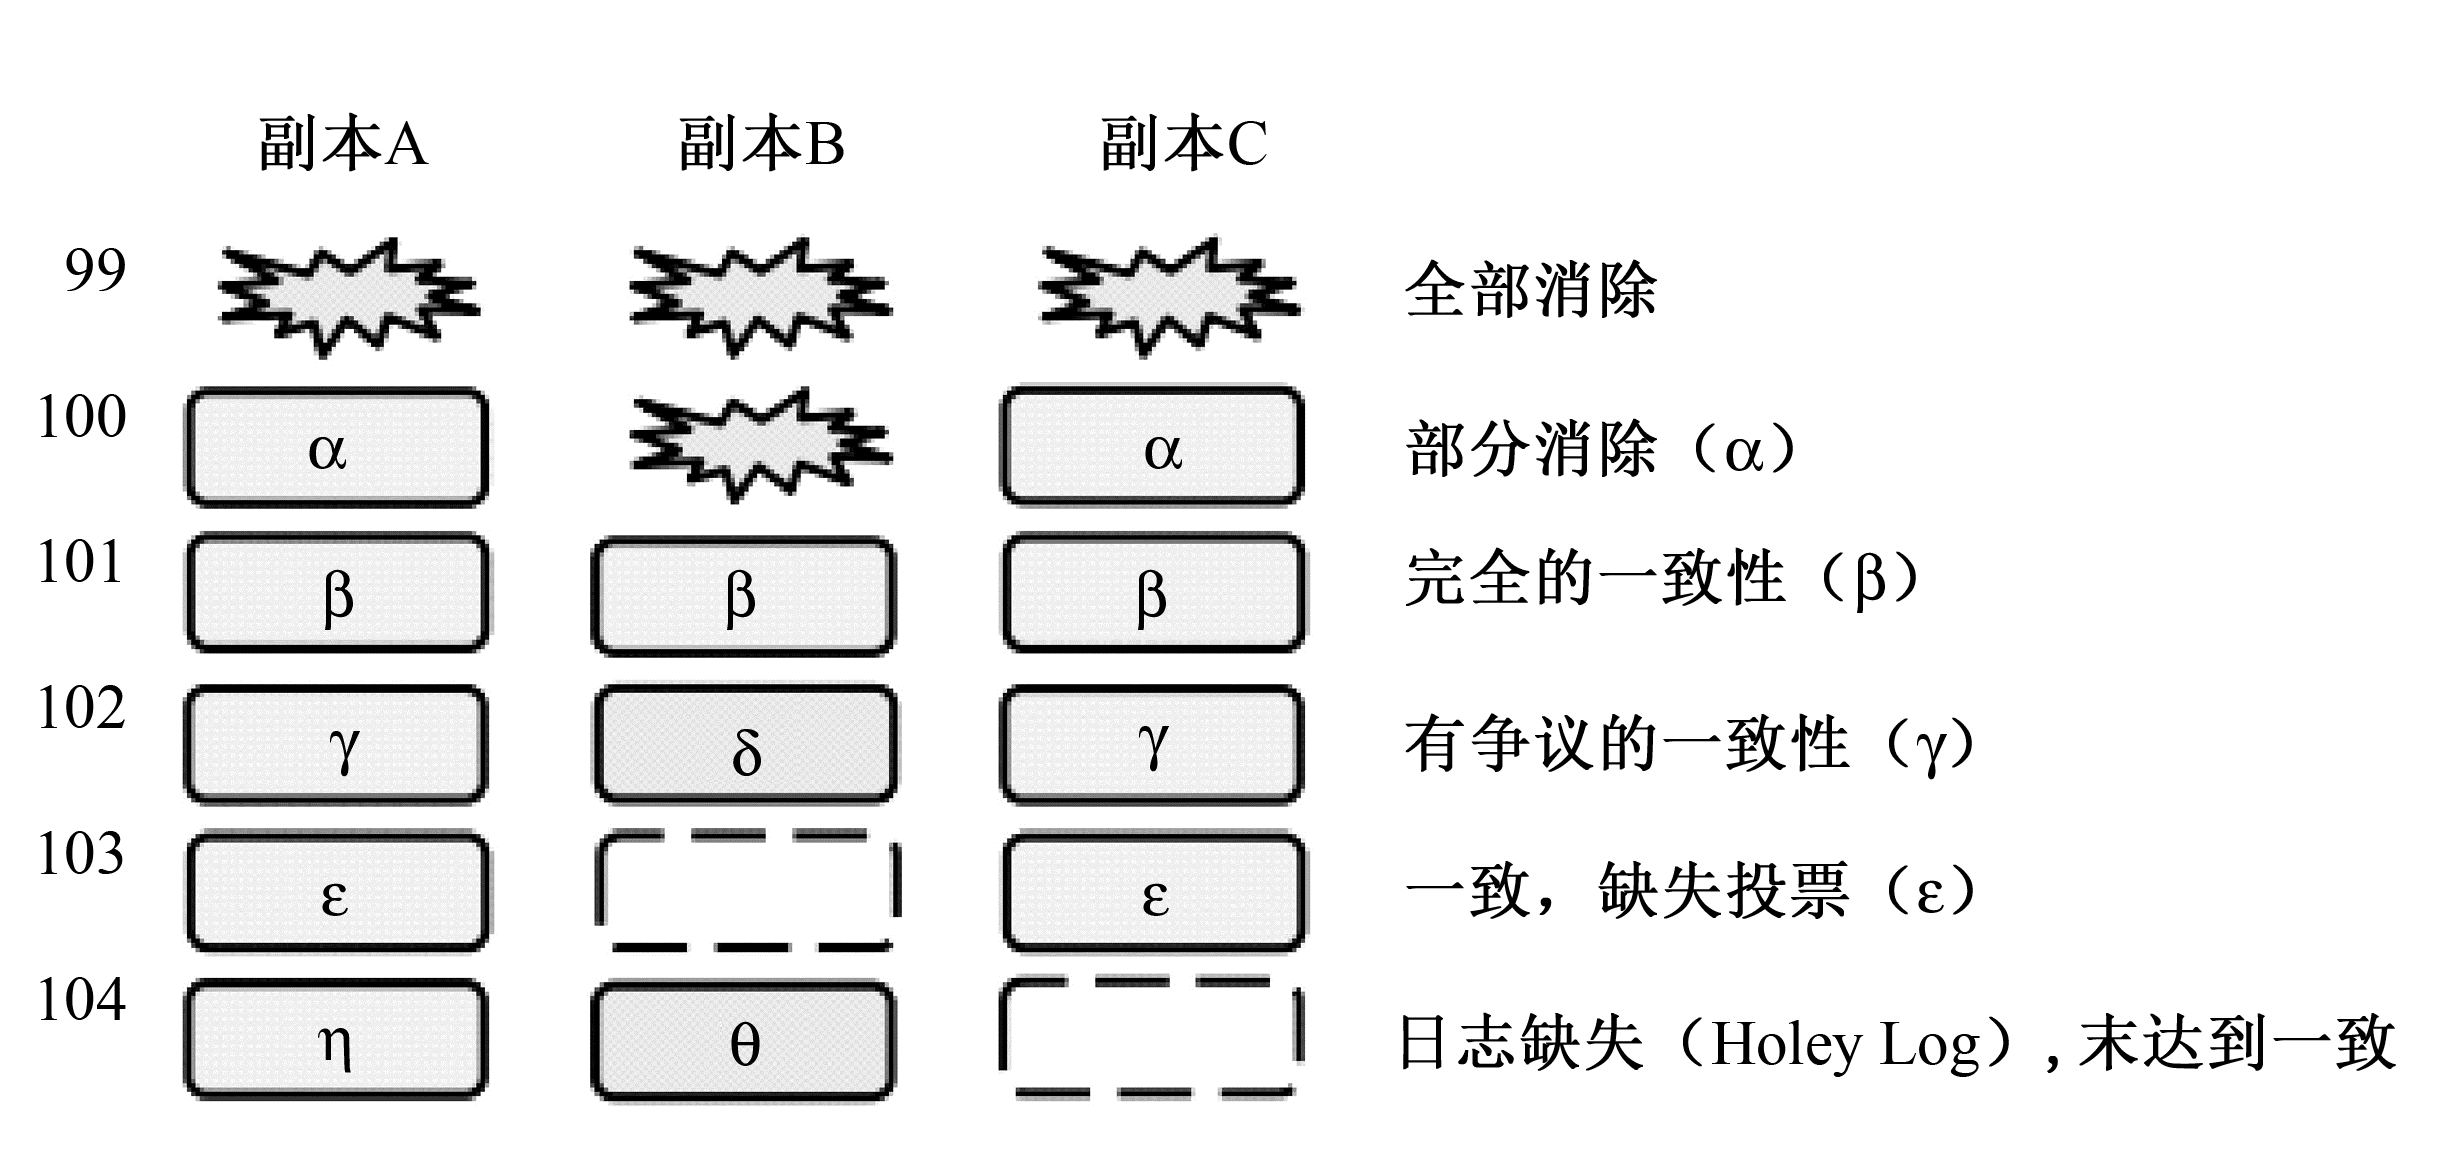 副本A 副本B 副本C
99 全部消除
100 α α 部分消除（α）
101 β β β 完全的一致性（β）
102 γ δ γ 有争议的一致性（γ）
103 ε ε 一致，缺失投票（ε）
104 η θ 日志缺失（Holey Log）, 末达到一致